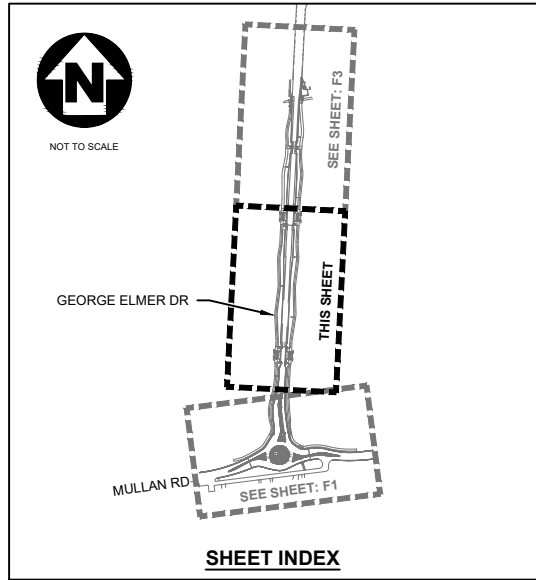 N
NOT TO SCALE
SEE SHEET: F3
GEORGE ELMER DR
THIS SHEET
MULLAN RD
SEE SHEET: F1
SHEET INDEX